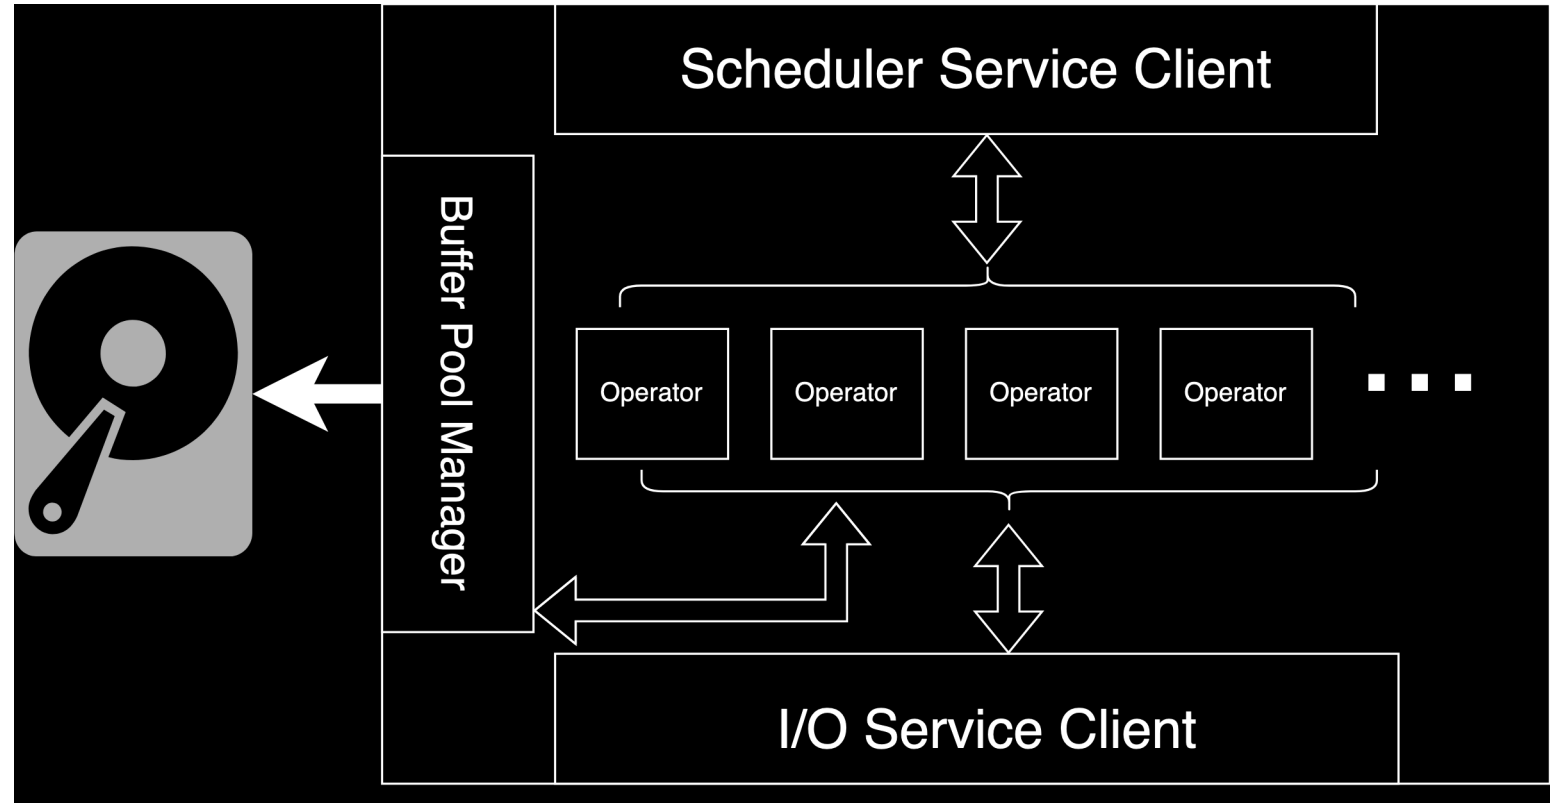 Scheduler Service Client
Buffer Pool Manager
Operator
Operator
Operator
Operator
I/O Service Client